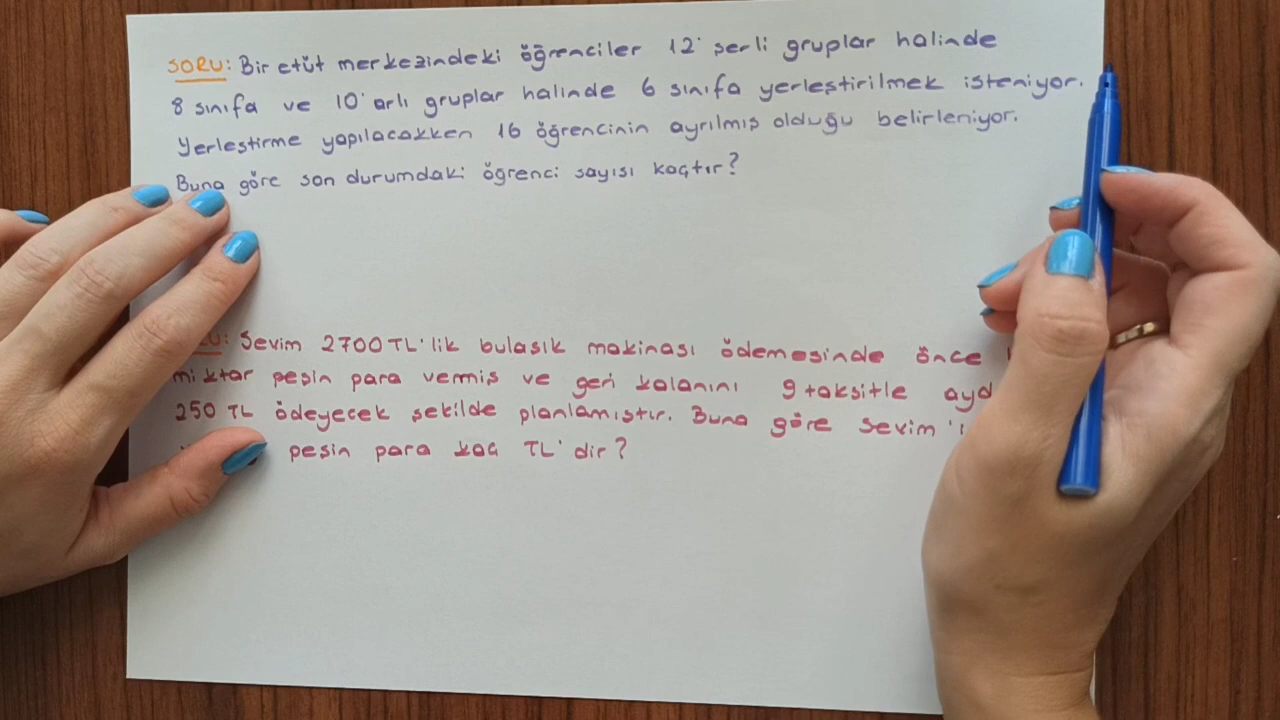 SORU: Bir etüt merkezindeki öğrenciler 12'şerli gruplar halinde
8 sınıfa ve 10'arlı gruplar halinde 6 sınıfa yerleştirilmek isteniyor.
Yerleştirme yapılacakken 16 öğrencinin ayrılmış olduğu belirleniyor.
Buna göre son durumdaki öğrenci sayısı kaçtır?
Sevim 2700 TL'lik bulaşık makinası ödemesinde önce
miktar peşin para vermiş ve geri kalanını 9 taksitle
250 TL ödeyecek şekilde planlamıştır. Buna göre Sevim'
peşin para kaç TL'dir?